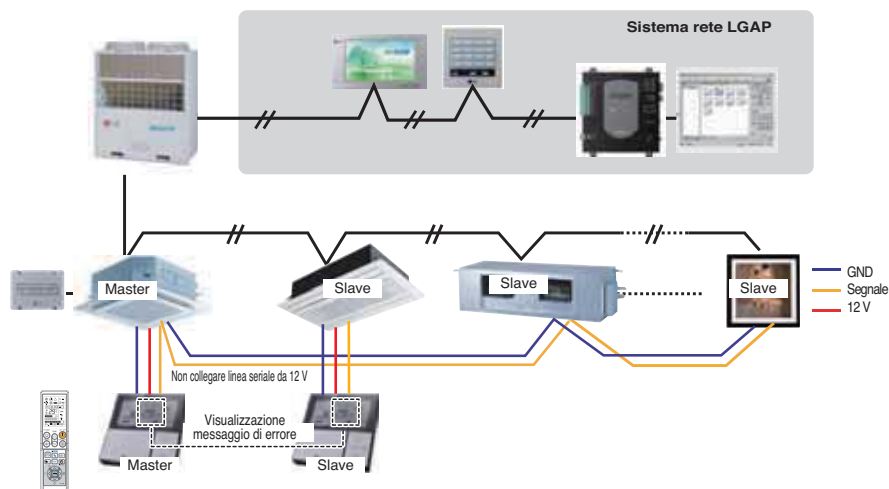 Sistema rete LGAP
Master
Slave
Slave
Slave
GND
Segnale
12 V
Non collegare linea seriale da 12 V
Visualizzazione
messaggio di errore
Master
Slave